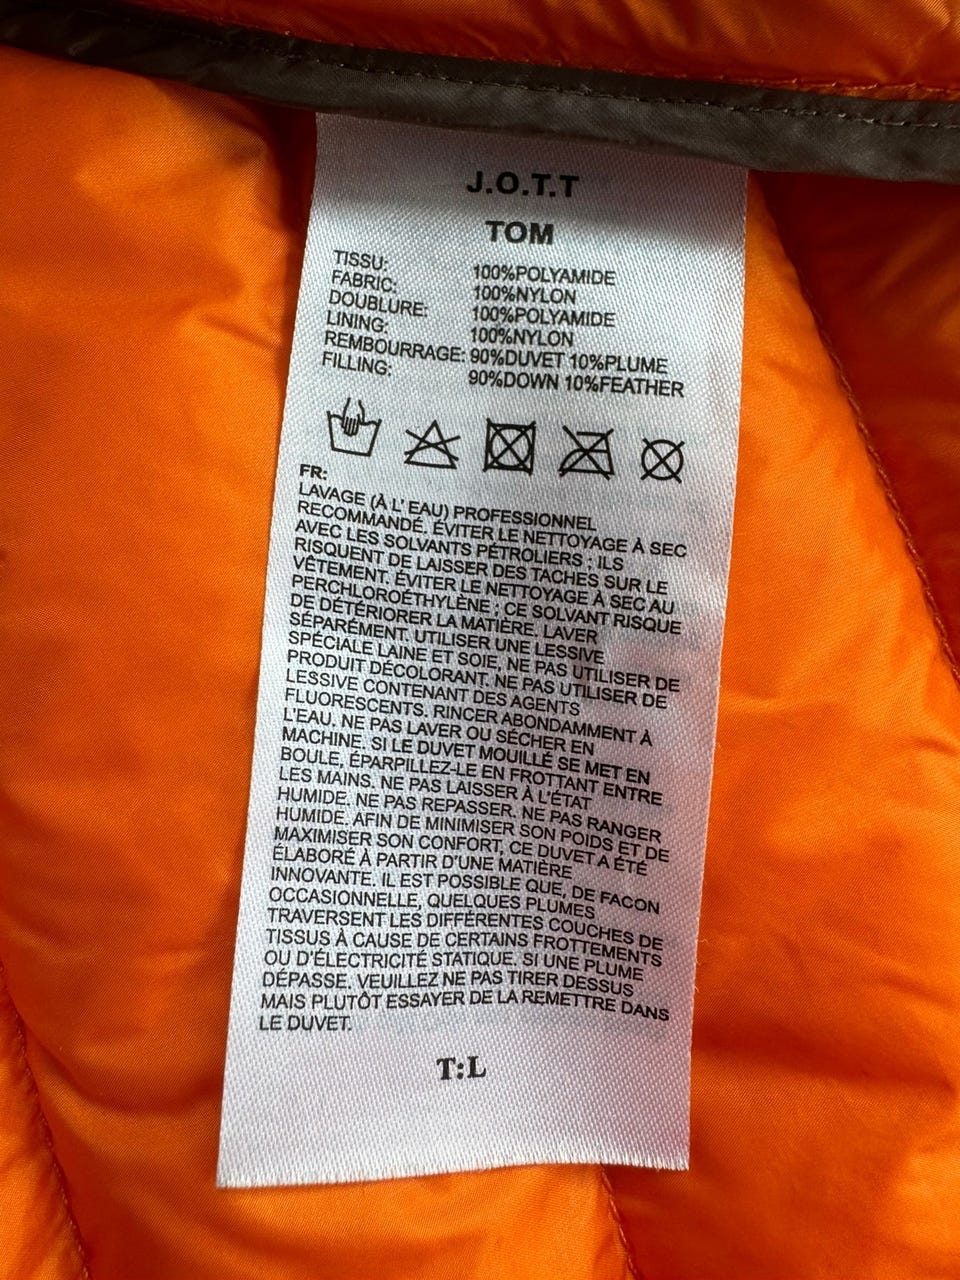 J.O.T.T
TOM
TISSU: 100%POLYAMIDE
FABRIC: 100%NYLON
DOUBLURE: 100%POLYAMIDE
LINING: 100%NYLON
REMBOURRAGE: 90%DUVET 10%PLUME
FILLING: 90%DOWN 10%FEATHER
FR:
LAVAGE (À L' EAU) PROFESSIONNEL
RECOMMANDÉ. ÉVITER LE NETTOYAGE À SEC
AVEC LES SOLVANTS PÉTROLIERS ; ILS
RISQUENT DE LAISSER DES TACHES SUR LE
VÊTEMENT. ÉVITER LE NETTOYAGE À SEC AU
PERCHLOROÉTHYLÈNE ; CE SOLVANT RISQUE
DE DÉTÉRIORER LA MATIÈRE. LAVER
SÉPARÉMENT. UTILISER UNE LESSIVE
SPÉCIALE LAINE ET SOIE, NE PAS UTILISER DE
PRODUIT DÉCOLORANT. NE PAS UTILISER DE
LESSIVE CONTENANT DES AGENTS
FLUORESCENTS. RINCER ABONDAMMENT À
L'EAU. NE PAS LAVER OU SÉCHER EN
MACHINE. SI LE DUVET MOUILLÉ SE MET EN
BOULE, ÉPARPILLEZ-LE EN FROTTANT ENTRE
LES MAINS. NE PAS LAISSER À L'ÉTAT
HUMIDE. NE PAS REPASSER. NE PAS RANGER
HUMIDE. AFIN DE MINIMISER SON POIDS ET DE
MAXIMISER SON CONFORT, CE DUVET A ÉTÉ
ÉLABORÉ À PARTIR D'UNE MATIÈRE
INNOVANTE. IL EST POSSIBLE QUE, DE FACON
OCCASIONNELLE, QUELQUES PLUMES
TRAVERSENT LES DIFFÉRENTES COUCHES DE
TISSUS À CAUSE DE CERTAINS FROTTEMENTS
OU D'ÉLECTRICITÉ STATIQUE. SI UNE PLUME
DÉPASSE. VEUILLEZ NE PAS TIRER DESSUS
MAIS PLUTÔT ESSAYER DE LA REMETTRE DANS
LE DUVET.
T:L